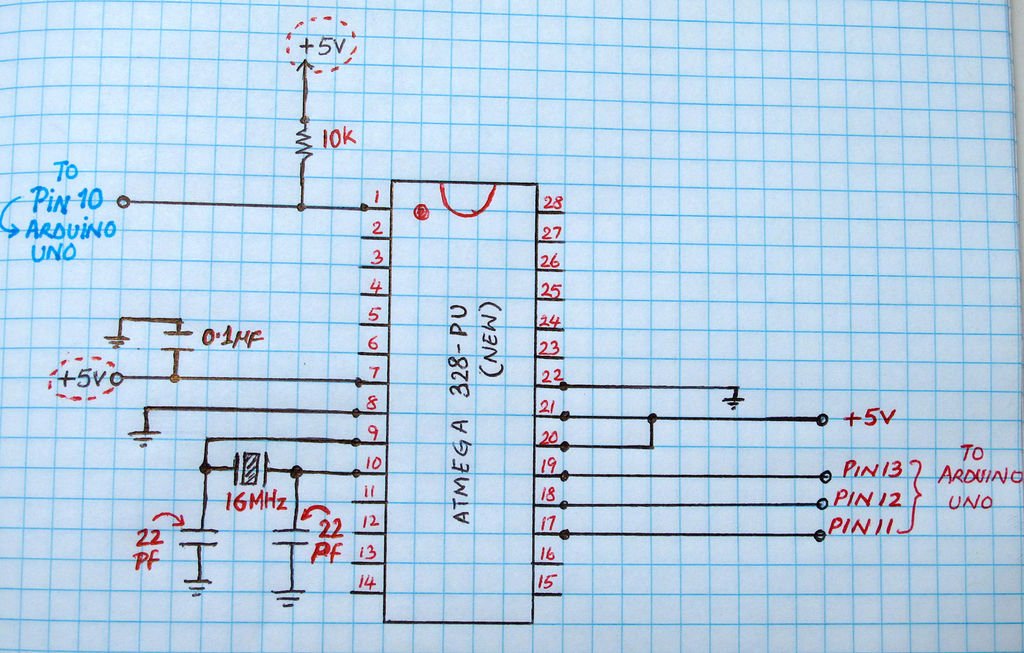 +5V
10K
TO
PIN 10
ARDUINO
UNO
0.1µF
+5V
16MHz
22
PF
22
PF
1
2
3
4
5
6
7
8
9
10
11
12
13
14
ATMEGA 328-PU
(NEW)
28
27
26
25
24
23
22
21
20
19
18
17
16
15
+5V
PIN13
PIN12
PIN11
TO
ARDUINO
UNO